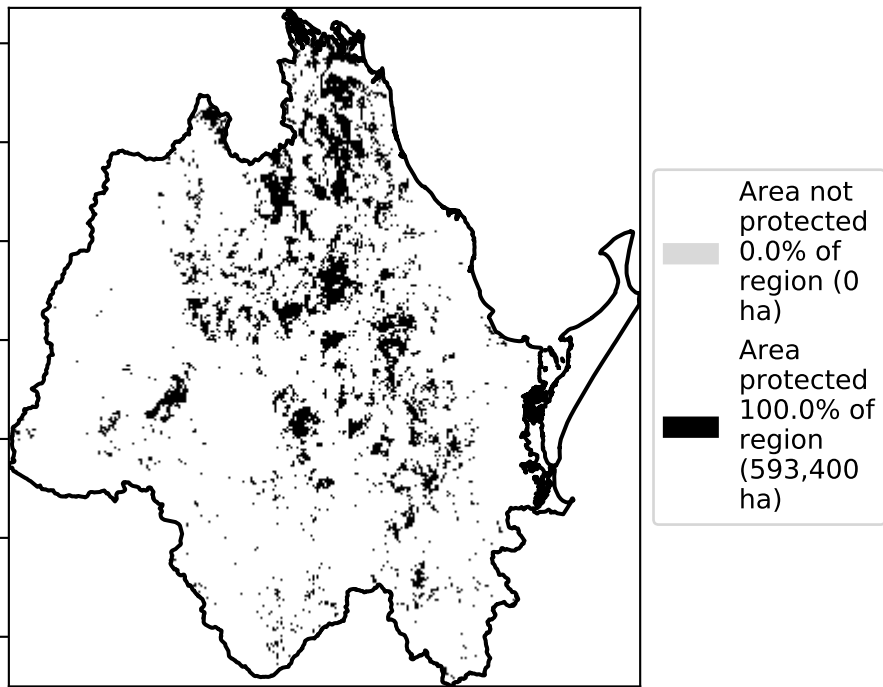 Area not
protected
0.0% of
region (0
ha)
Area
protected
100.0% of
region
(593,400
ha)